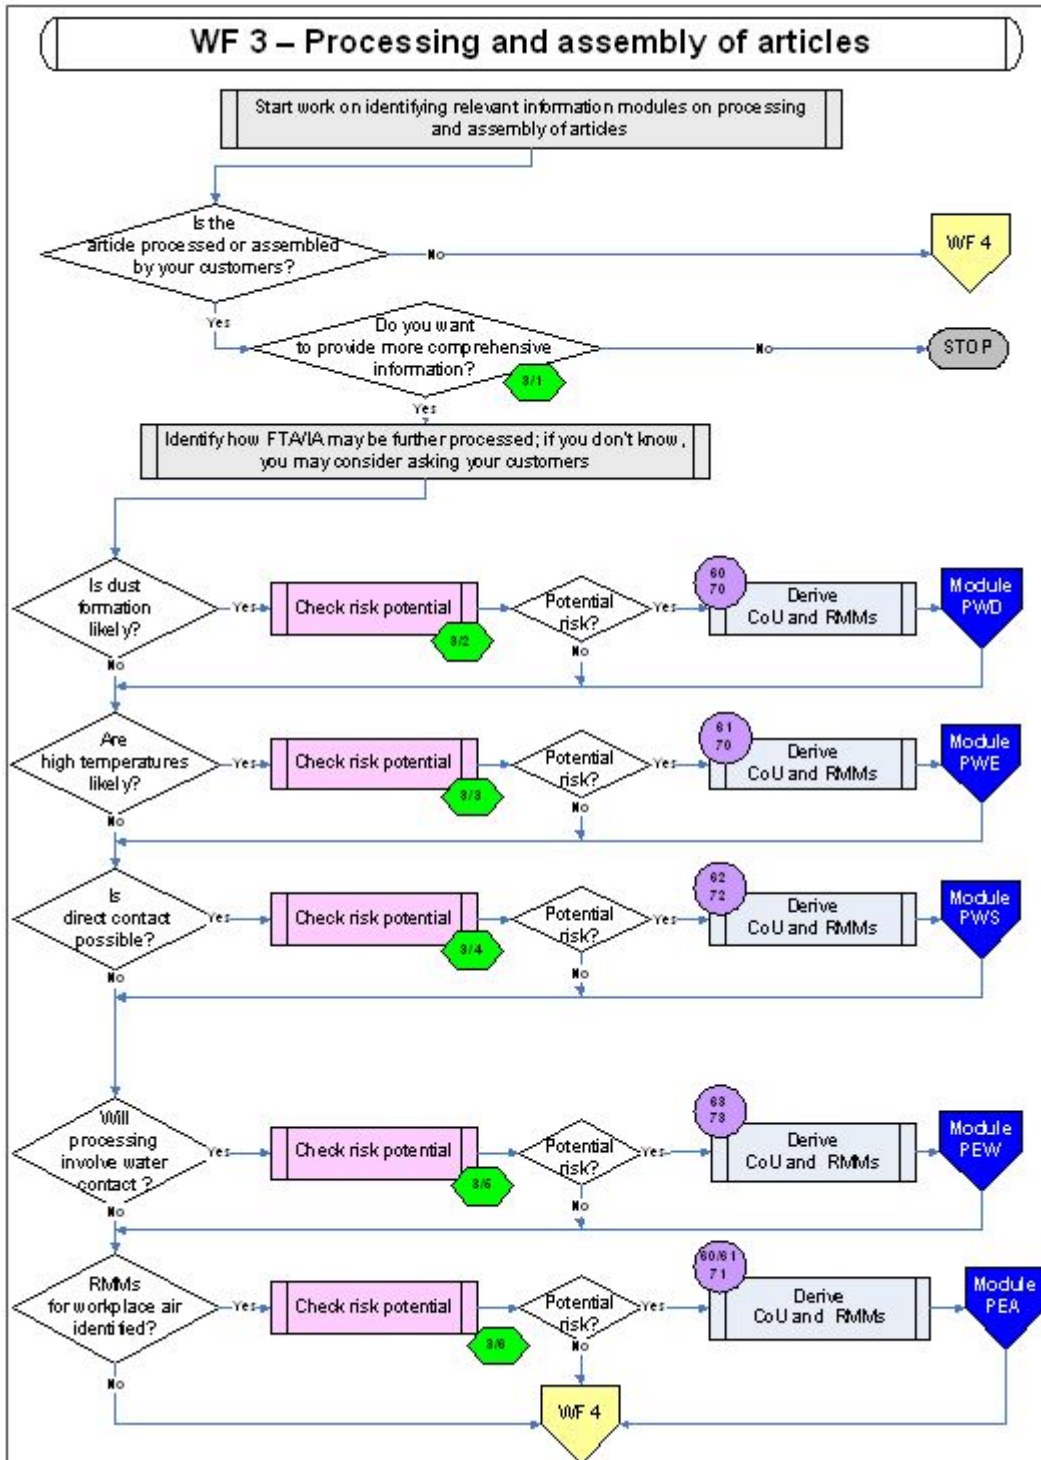 WF 3 – Processing and assembly of articles
Start work on identifying relevant information modules on processing
and assembly of articles
Is the
article processed or assembled
by your customers?
No
WF 4
Yes
Do you want
to provide more comprehensive
information?
No
STOP
3/1
Yes
Identify how FTA/IA may be further processed; if you don't know,
you may consider asking your customers
Is dust
formation
likely?
Yes
Check risk potential
3/2
Potential
risk?
Yes
60
70
Derive
CoU and RMMs
Module
PWD
No
No
Are
high temperatures
likely?
Yes
Check risk potential
3/3
Potential
risk?
Yes
61
70
Derive
CoU and RMMs
Module
PWE
No
No
Is
direct contact
possible?
Yes
Check risk potential
3/4
Potential
risk?
Yes
62
72
Derive
CoU and RMMs
Module
PWS
No
No
Will
processing
involve water
contact ?
Yes
Check risk potential
3/5
Potential
risk?
Yes
63
73
Derive
CoU and RMMs
Module
PEW
No
No
RMMs
for workplace air
identified?
Yes
Check risk potential
3/6
Potential
risk?
Yes
60/61
71
Derive
CoU and RMMs
Module
PEA
No
No
WF 4